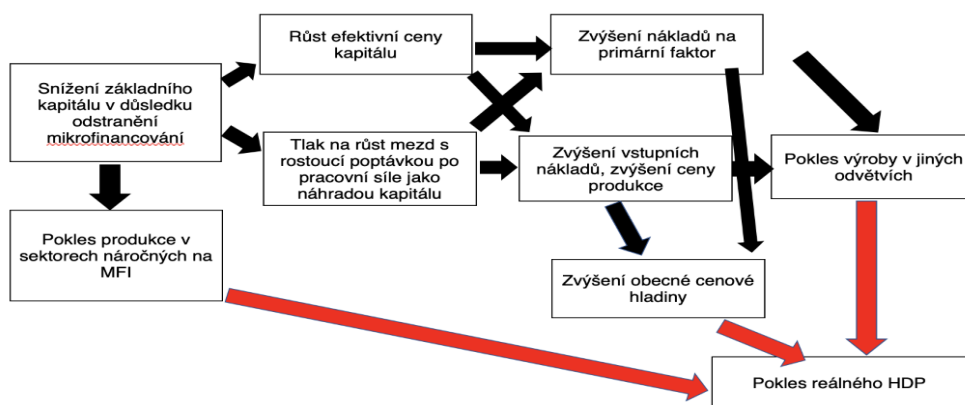 Růst efektivní ceny
kapitálu
Zvýšení nákladů na
primární faktor
Snížení základního
kapitálu v důsledku
odstranění
mikrofinancování
Tlak na růst mezd s
rostoucí poptávkou po
pracovní síle jako
náhradou kapitálu
Zvýšení vstupních
nákladů, zvýšení ceny
produkce
Pokles výroby v jiných
odvětvích
Pokles produkce v
sektorech náročných na
MFI
Zvýšení obecné cenové
hladiny
Pokles reálného HDP